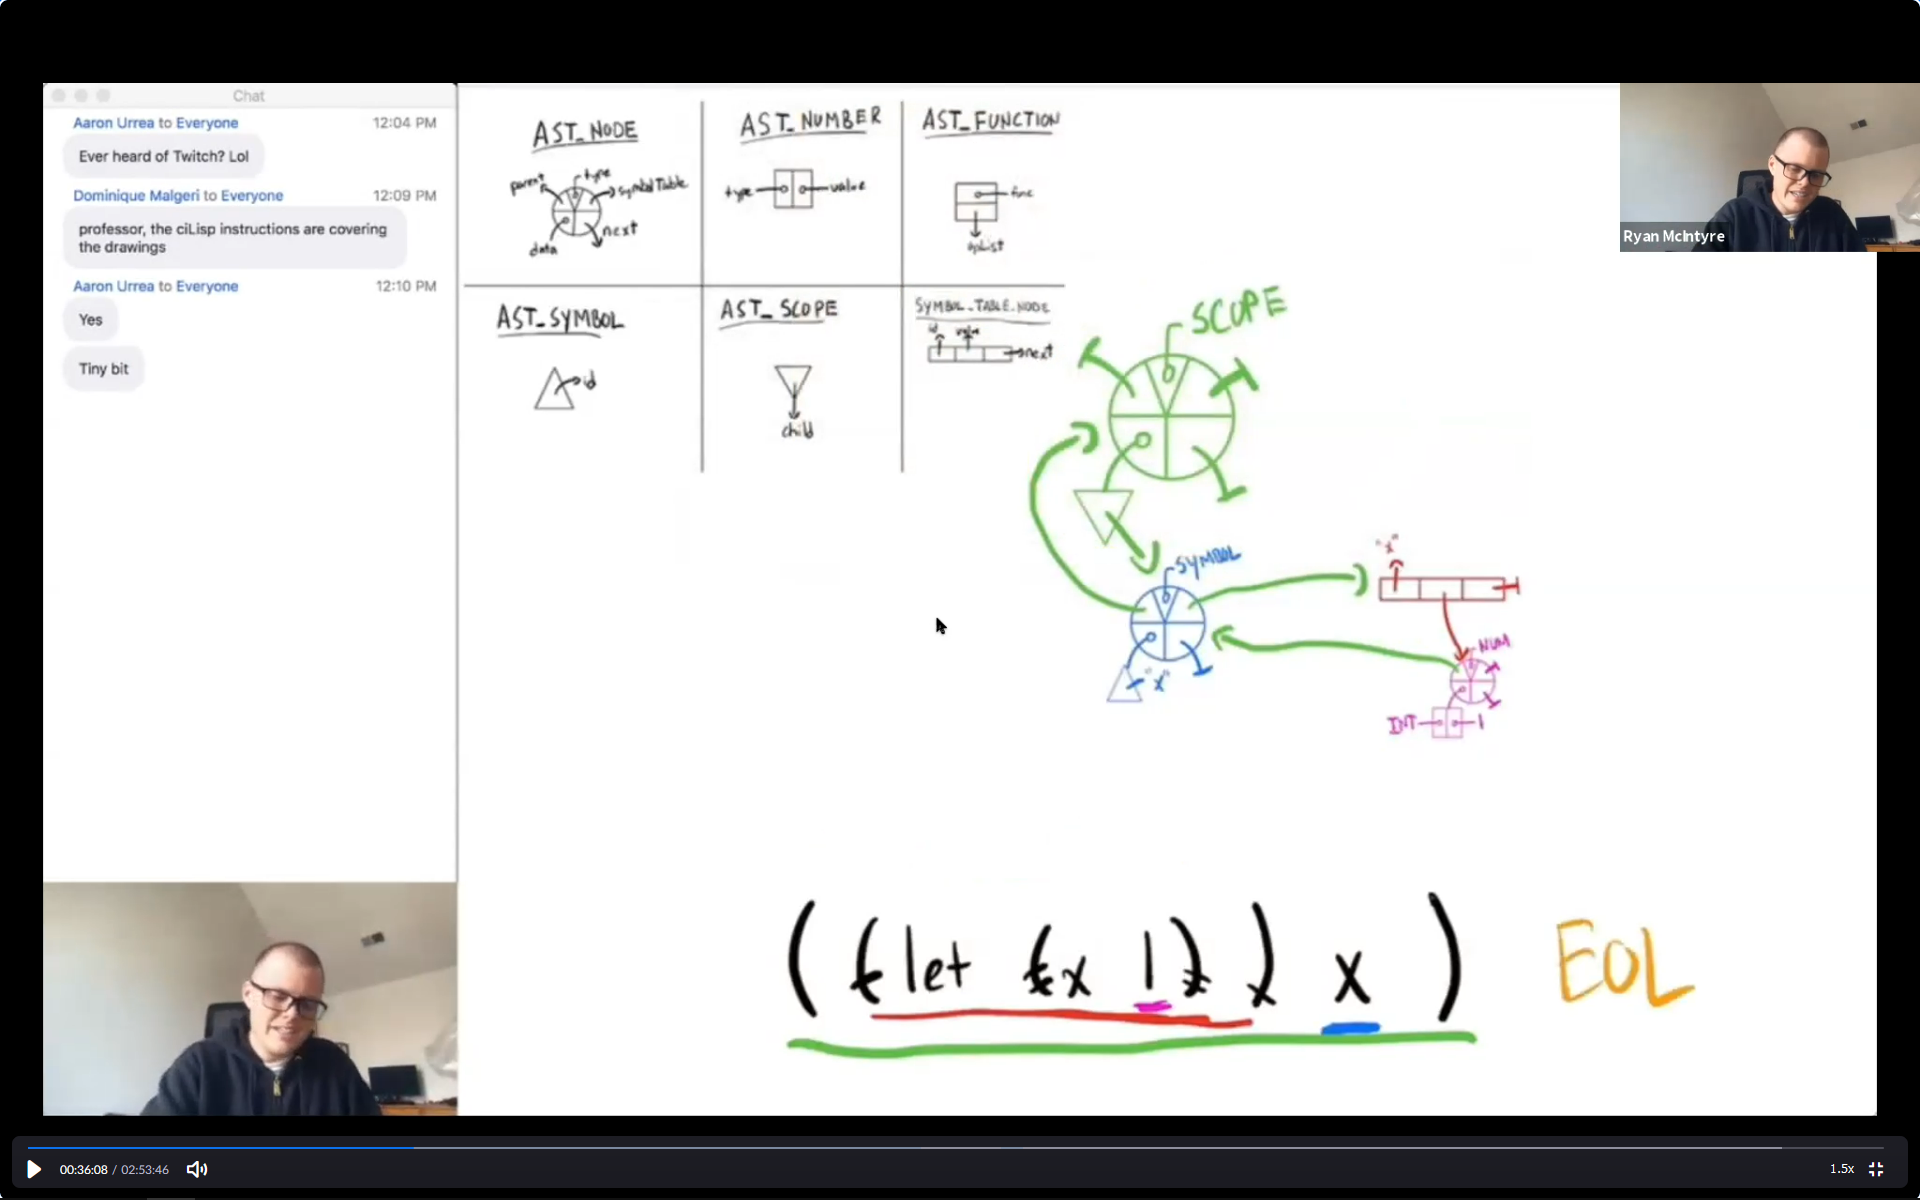 Chat
Aaron Urrea to Everyone 12:04 PM
Ever heard of Twitch? Lol
Dominique Malgeri to Everyone 12:09 PM
professor, the ciLisp instructions are covering
the drawings
Aaron Urrea to Everyone 12:10 PM
Yes
Tiny bit
AST_NODE
parent
type
symbolTable
next
data
AST_NUMBER
type
value
AST_FUNCTION
func
opList
AST_SYMBOL
id
AST_SCOPE
child
SYMBOL_TABLE_NODE
id
value
next
SCOPE
SYMBOL
"x"
"x"
NUM
INT
1
((let (x 1)) x) EOL
Ryan McIntyre
00:36:08 / 02:53:46
1.5x